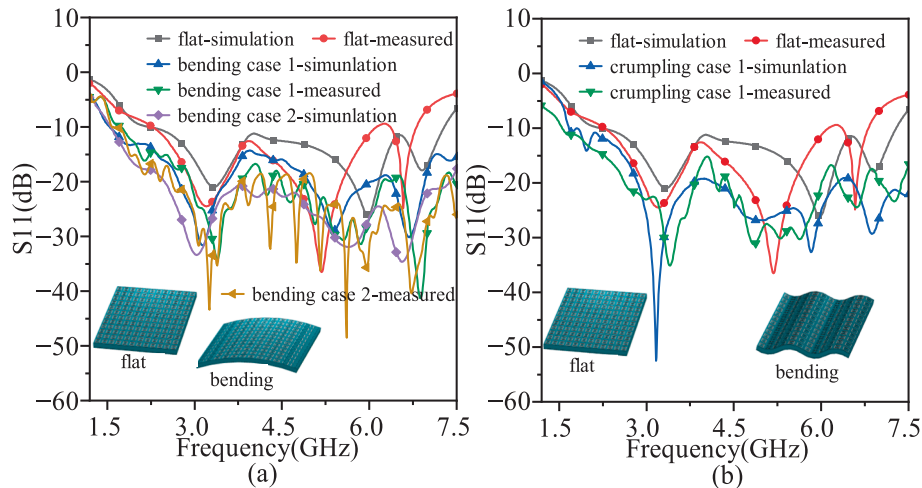 (a)
flat-simulation
flat-measured
bending case 1-simunlation
bending case 1-measured
bending case 2-simulation
bending case 2-measured
0
−10
−20
−30
−40
−50
−60
S11(dB)
flat
bending
1.5
3.0
4.5
6.0
7.5
Frequency(GHz)
(a)
(b)
flat-simulation
flat-measured
crumpling case 1-simunlation
crumpling case 1-measured
0
−10
−20
−30
−40
−50
−60
S11(dB)
flat
bending
1.5
3.0
4.5
6.0
7.5
Frequency(GHz)
(b)